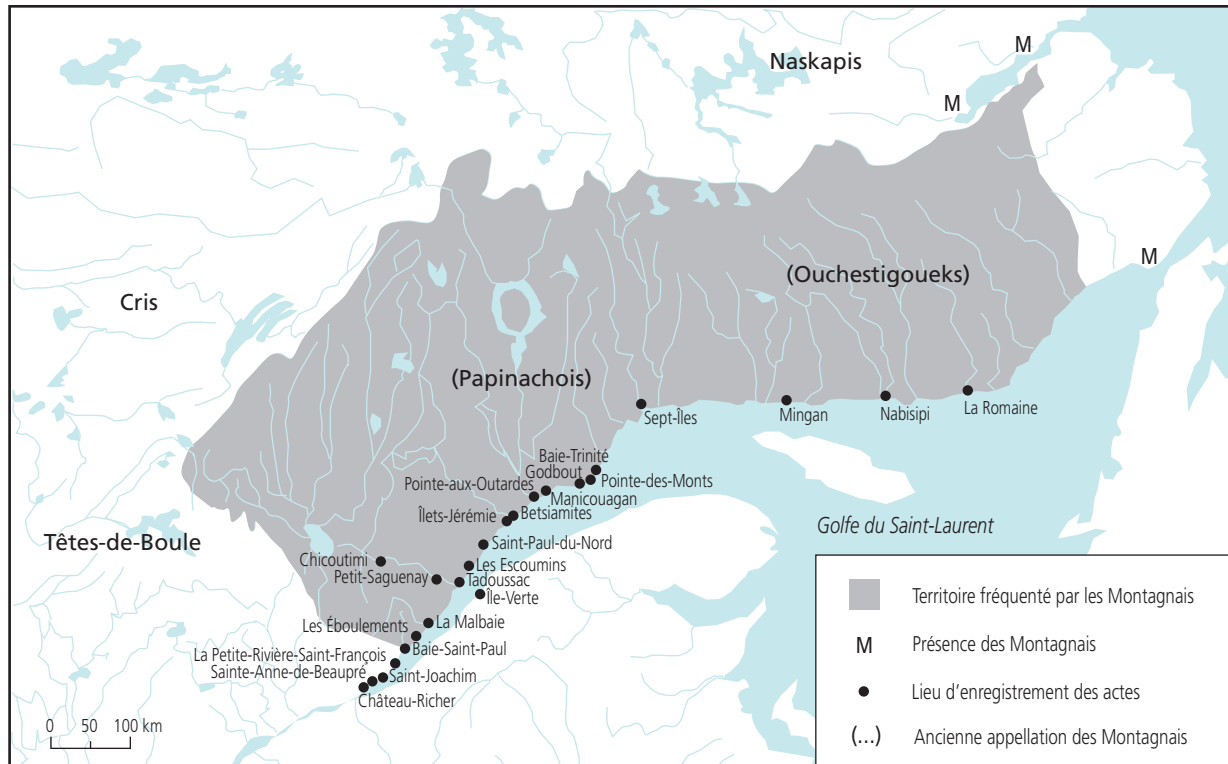 M
Naskapis
M
(Ouchestigoueks)
M
Cris
(Papinachois)
Sept-Îles
Mingan
Nabisipi
La Romaine
Baie-Trinité
Godbout
Pointe-des-Monts
Pointe-aux-Outardes
Manicouagan
Îlets-Jérémie
Betsiamites
Golfe du Saint-Laurent
Têtes-de-Boule
Saint-Paul-du-Nord
Chicoutimi
Les Escoumins
Petit-Saguenay
Tadoussac
Île-Verte
Les Éboulements
La Malbaie
Baie-Saint-Paul
La Petite-Rivière-Saint-François
Sainte-Anne-de-Beaupré
Saint-Joachim
Château-Richer
0 50 100 km
Territoire fréquenté par les Montagnais
M Présence des Montagnais
Lieu d'enregistrement des actes
(...) Ancienne appellation des Montagnais